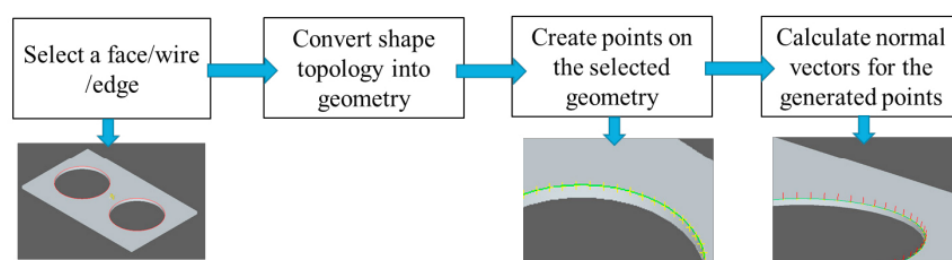 Select a face/wire
/edge
Convert shape
topology into
geometry
Create points on
the selected
geometry
Calculate normal
vectors for the
generated points